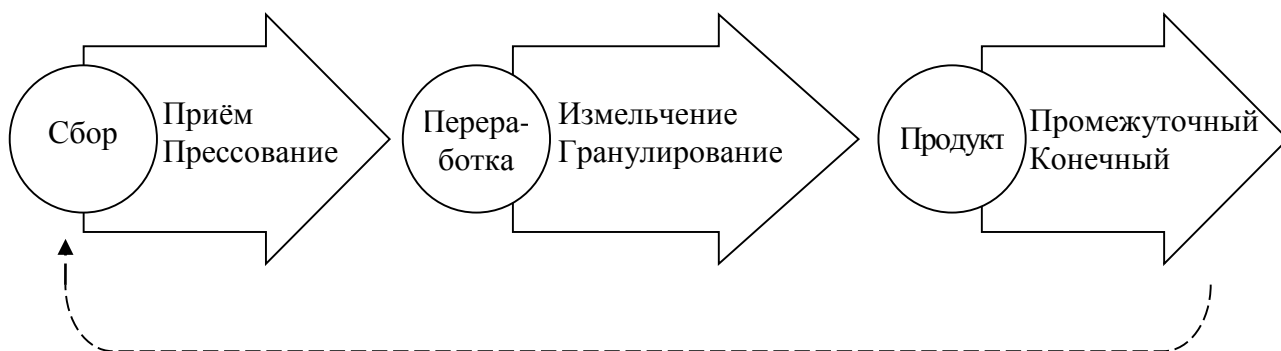 Сбор
Приём
Прессование
Перера-
ботка
Измельчение
Гранулирование
Продукт
Промежуточный
Конечный